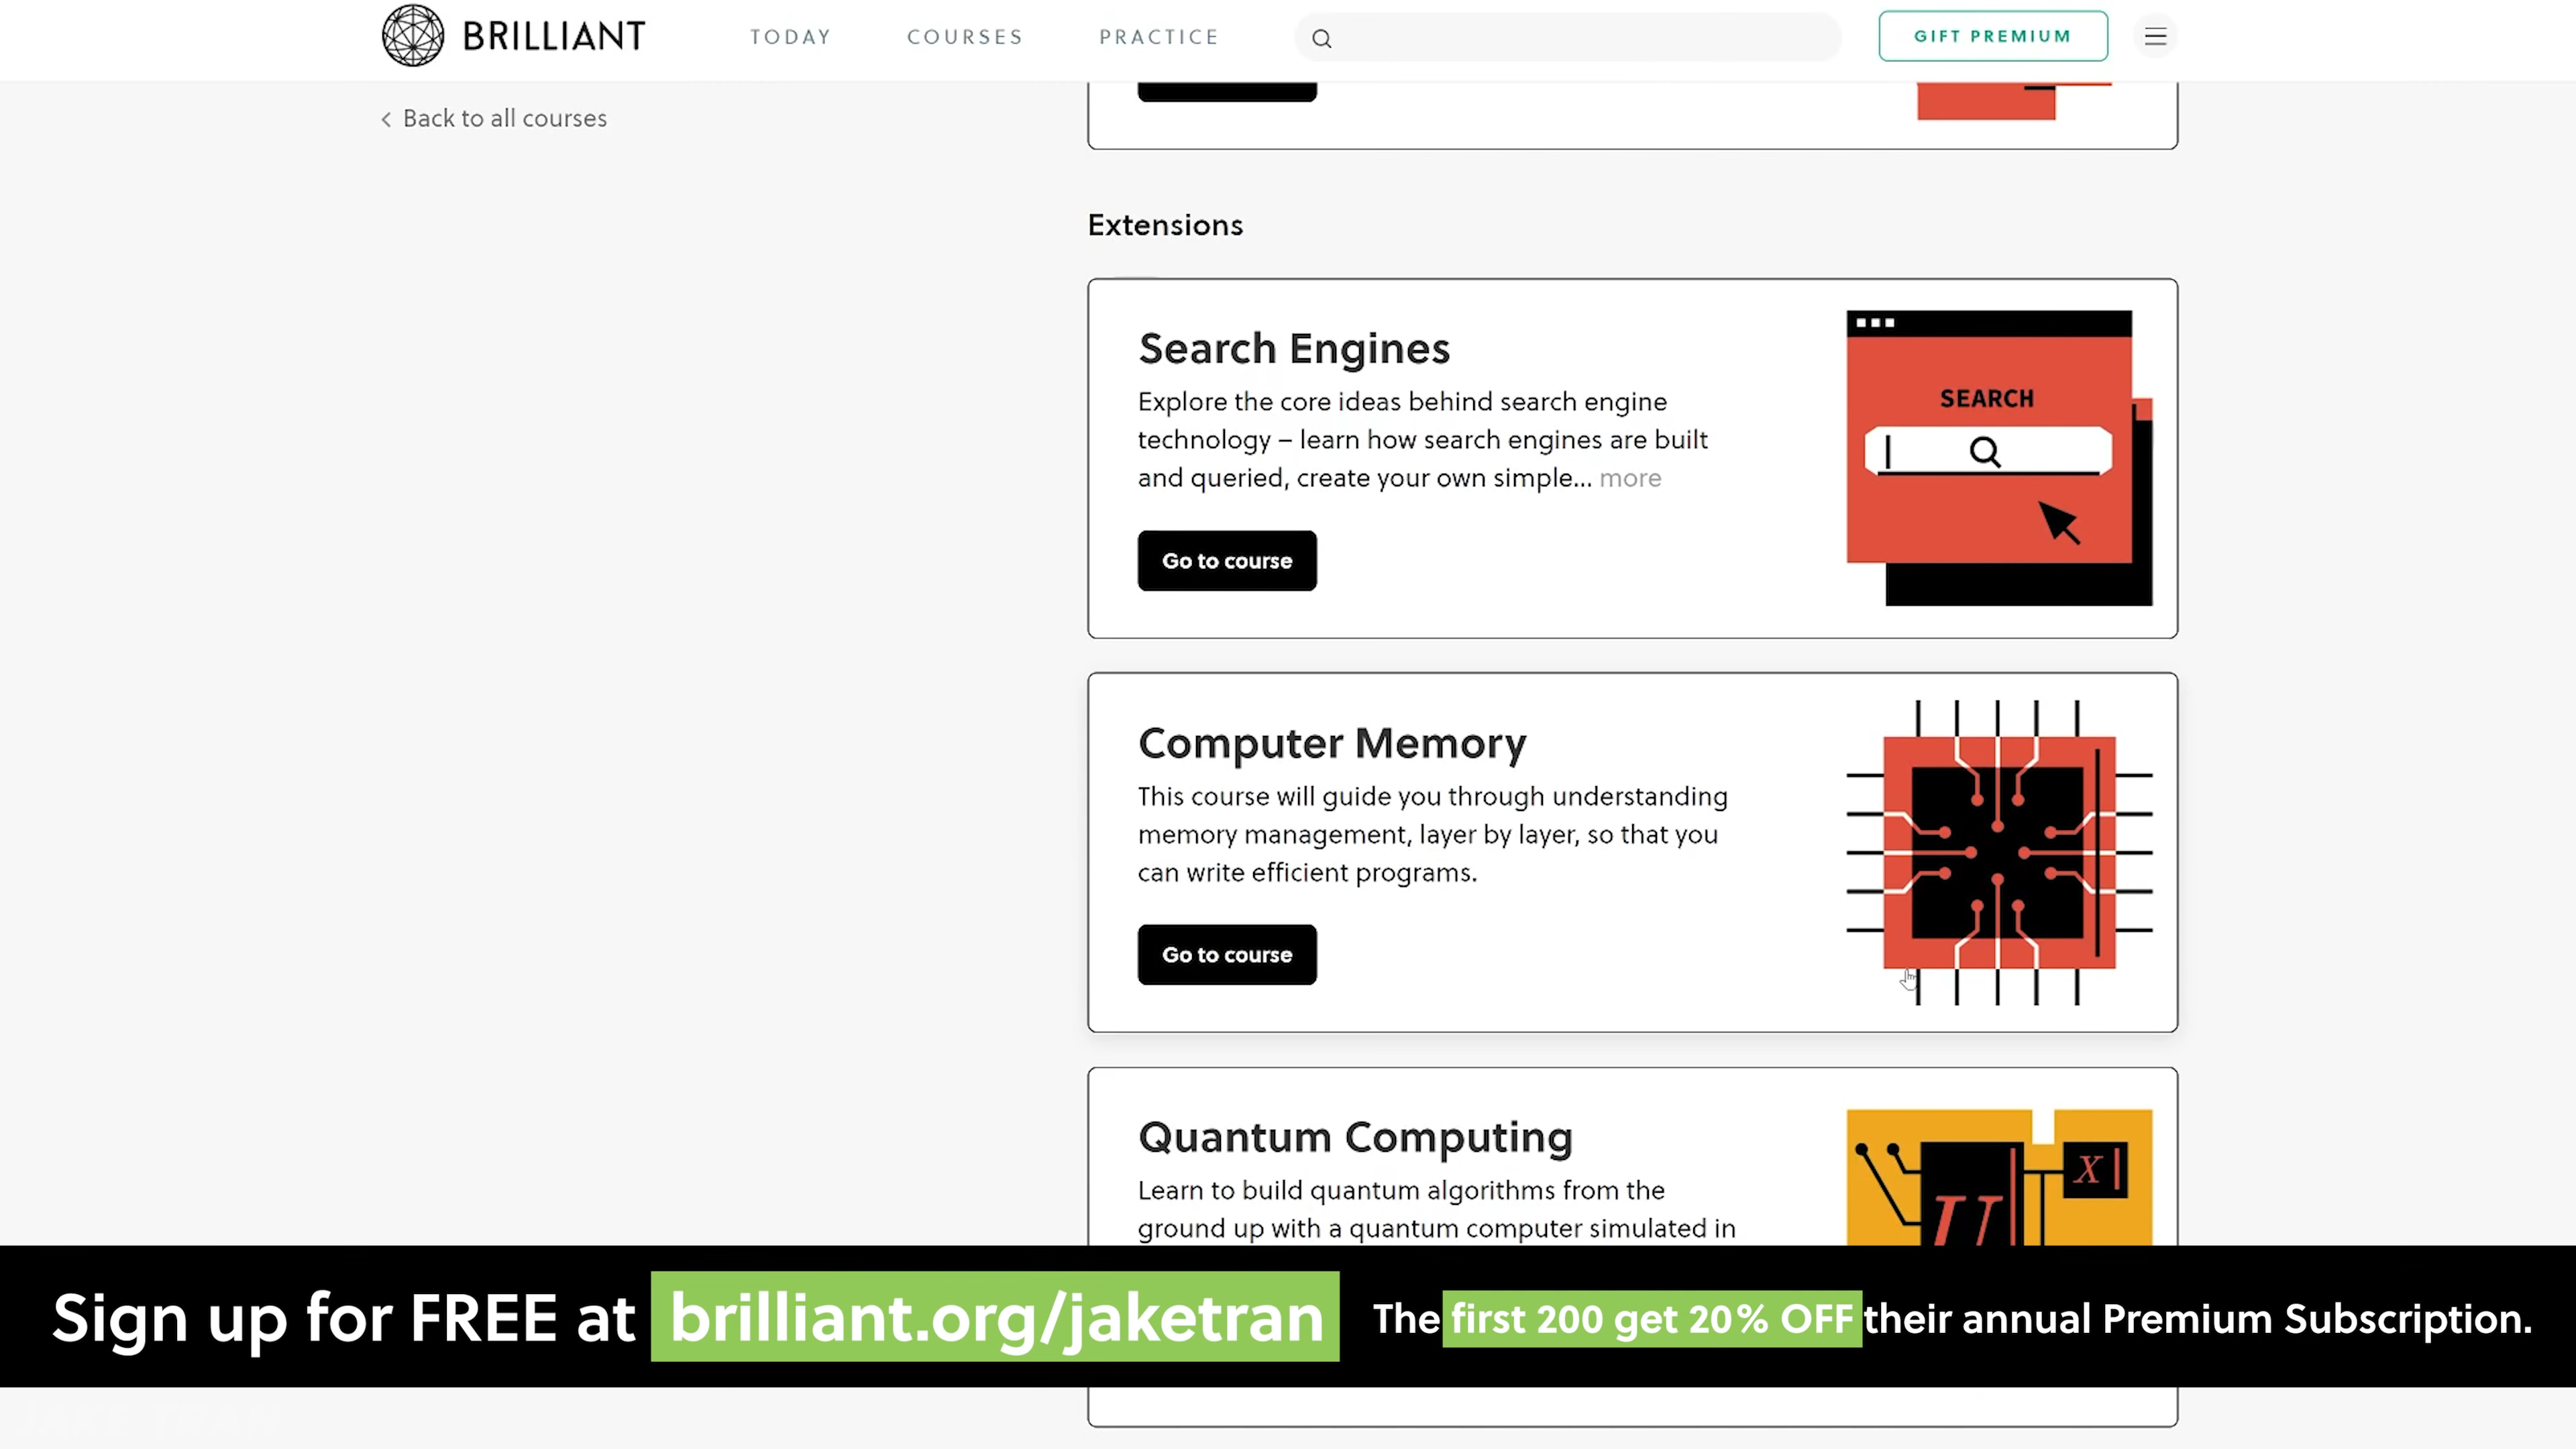 BRILLIANT
TODAY
COURSES
PRACTICE
GIFT PREMIUM
Back to all courses
Extensions
Search Engines
Explore the core ideas behind search engine
technology – learn how search engines are built
and queried, create your own simple... more
Go to course
SEARCH
Computer Memory
This course will guide you through understanding
memory management, layer by layer, so that you
can write efficient programs.
Go to course
Quantum Computing
Learn to build quantum algorithms from the
ground up with a quantum computer simulated in
U
X
Sign up for FREE at brilliant.org/jaketran
The first 200 get 20% OFF their annual Premium Subscription.